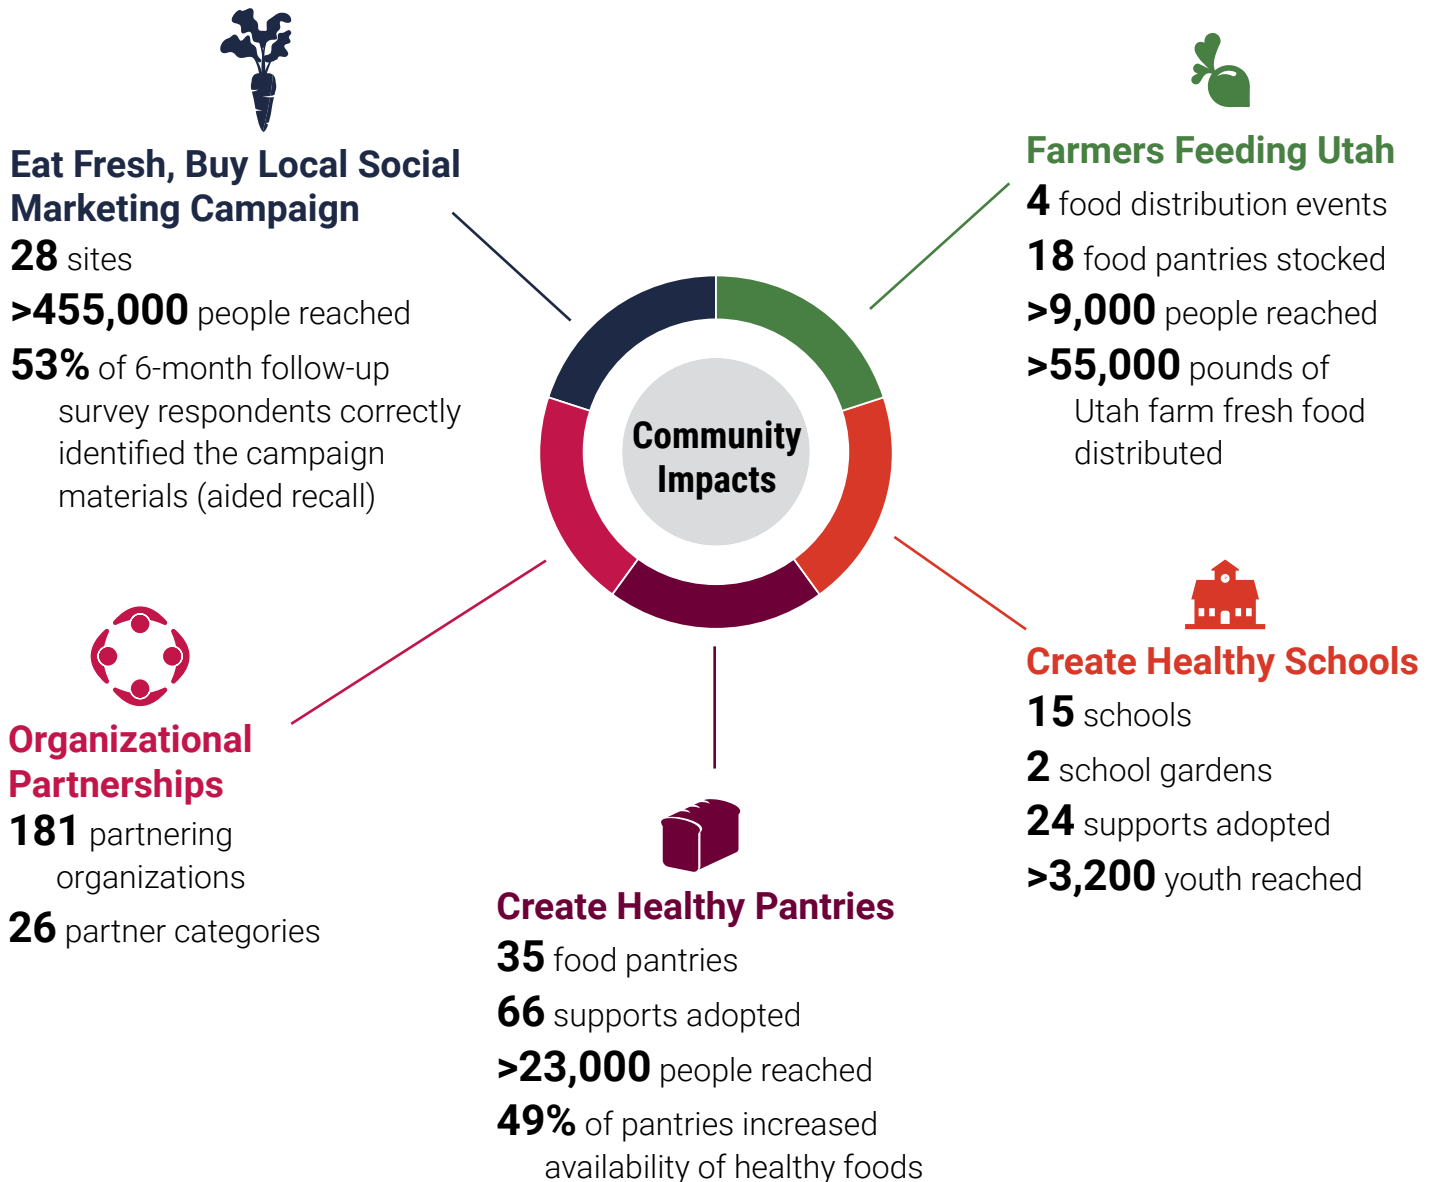 Eat Fresh, Buy Local Social
Marketing Campaign
28 sites
>455,000 people reached
53% of 6-month follow-up
survey respondents correctly
identified the campaign
materials (aided recall)
Farmers Feeding Utah
4 food distribution events
18 food pantries stocked
>9,000 people reached
>55,000 pounds of
Utah farm fresh food
distributed
Community
Impacts
Organizational
Partnerships
181 partnering
organizations
26 partner categories
Create Healthy Pantries
35 food pantries
66 supports adopted
>23,000 people reached
49% of pantries increased
availability of healthy foods
Create Healthy Schools
15 schools
2 school gardens
24 supports adopted
>3,200 youth reached